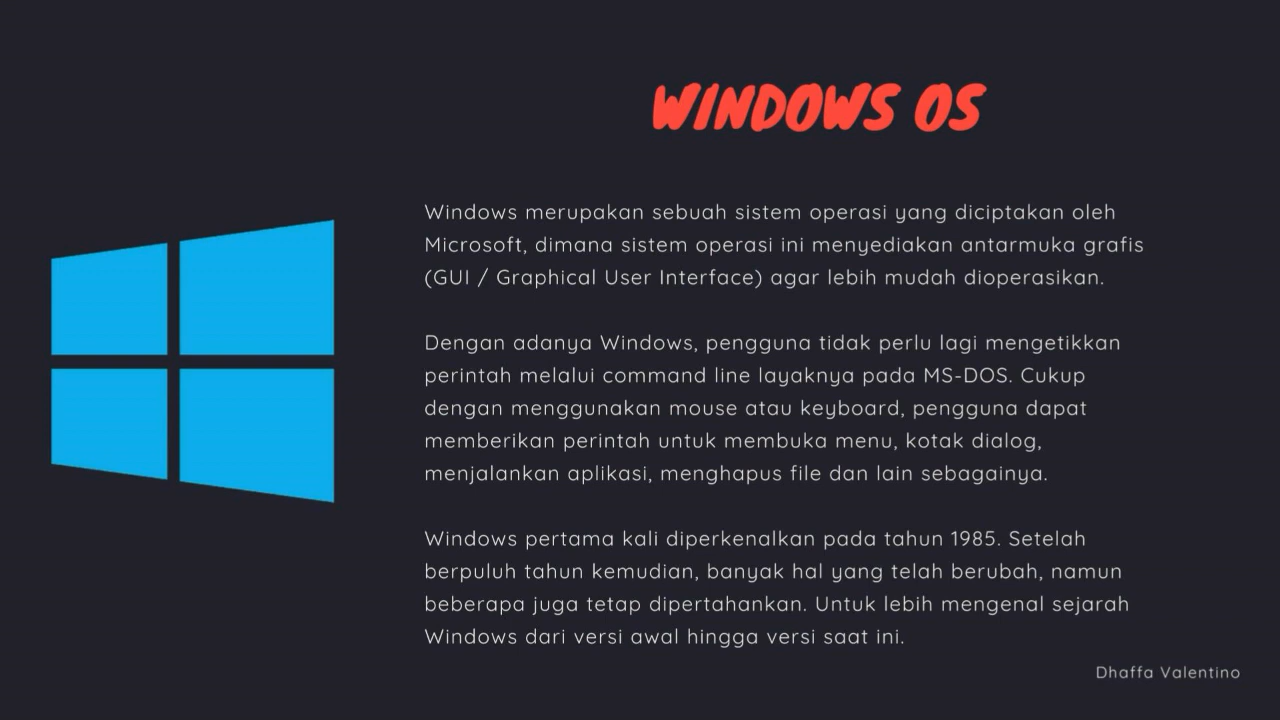 WINDOWS OS
Windows merupakan sebuah sistem operasi yang diciptakan oleh
Microsoft, dimana sistem operasi ini menyediakan antarmuka grafis
(GUI / Graphical User Interface) agar lebih mudah dioperasikan.
Dengan adanya Windows, pengguna tidak perlu lagi mengetikkan
perintah melalui command line layaknya pada MS-DOS. Cukup
dengan menggunakan mouse atau keyboard, pengguna dapat
memberikan perintah untuk membuka menu, kotak dialog,
menjalankan aplikasi, menghapus file dan lain sebagainya.
Windows pertama kali diperkenalkan pada tahun 1985. Setelah
berpuluh tahun kemudian, banyak hal yang telah berubah, namun
beberapa juga tetap dipertahankan. Untuk lebih mengenal sejarah
Windows dari versi awal hingga versi saat ini.
Dhaffa Valentino